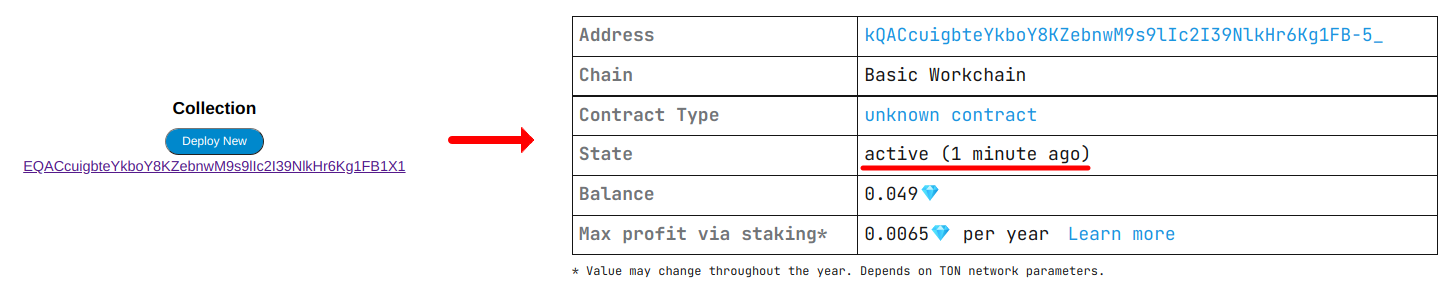 Collection
Deploy New
EQACcuigbteYkboY8KZebnwM9s9lIc2I39NlkHr6Kg1FB1X1
Address kQACcuigbteYkboY8KZebnwM9s9lIc2I39NlkHr6Kg1FB-5_
Chain Basic Workchain
Contract Type unknown contract
State active (1 minute ago)
Balance 0.049💎
Max profit via staking* 0.0065💎 per year Learn more
* Value may change throughout the year. Depends on TON network parameters.